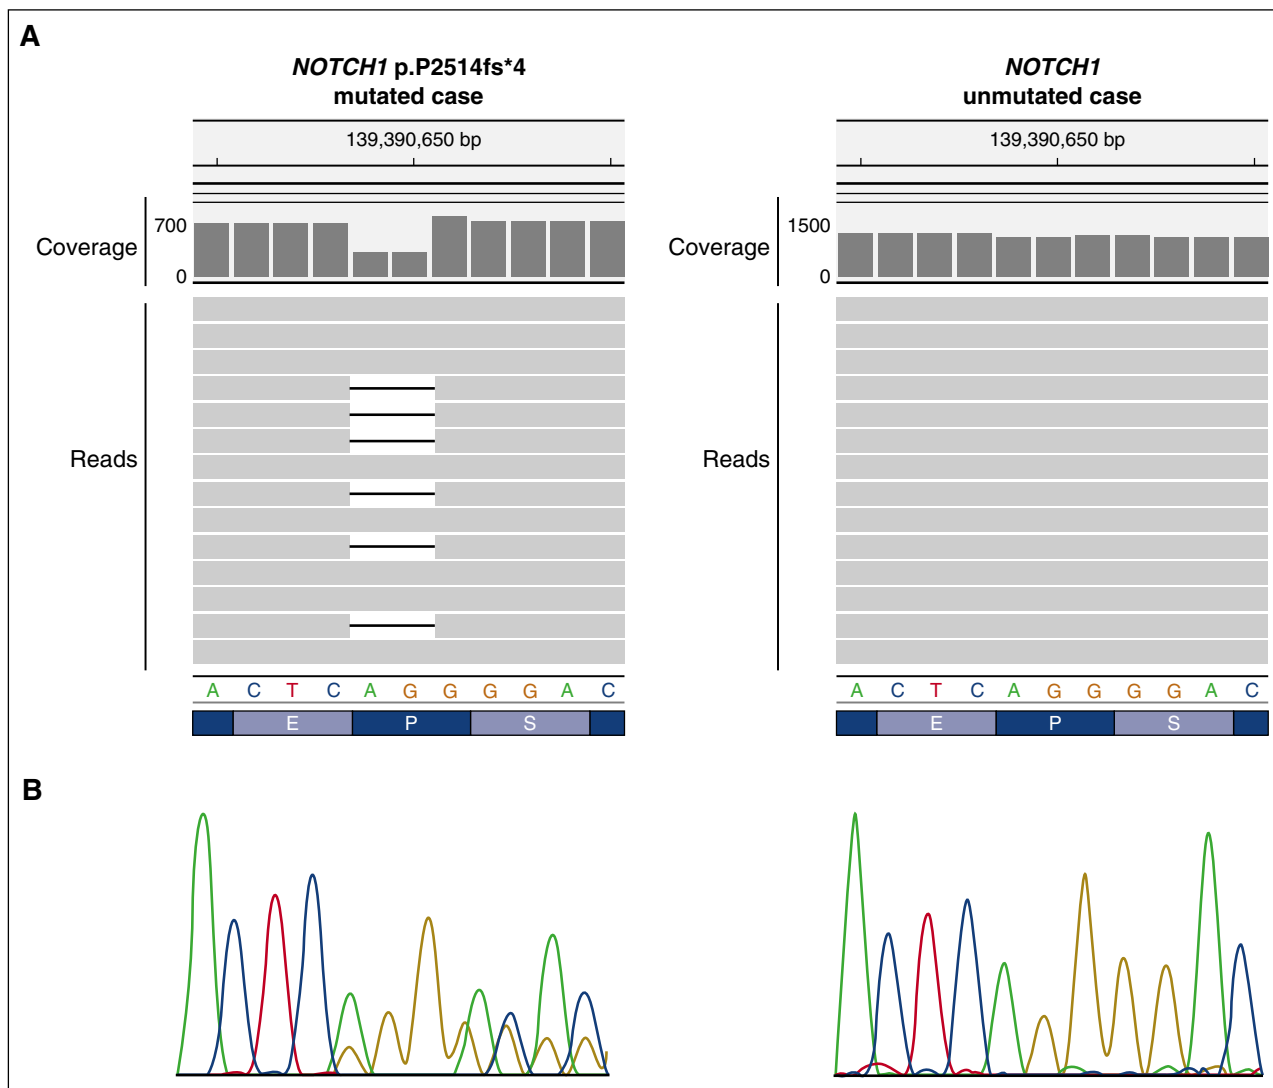 A
NOTCH1 p.P2514fs*4
mutated case
NOTCH1
unmutated case
139,390,650 bp
139,390,650 bp
Coverage
700
0
Coverage
1500
0
Reads
Reads
A C T C A G G G G A C
A C T C A G G G G A C
E P S
E P S
B